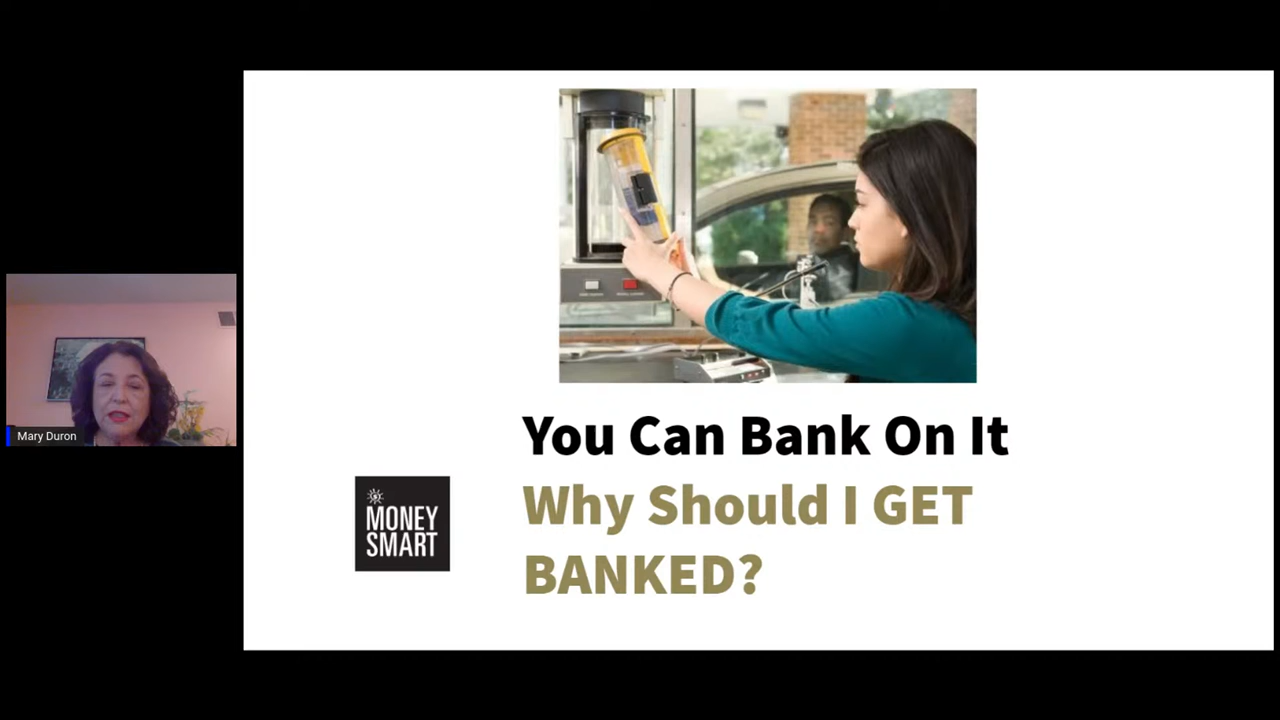 You Can Bank On It
Why Should I GET
BANKED?
Mary Duron
MONEY
SMART